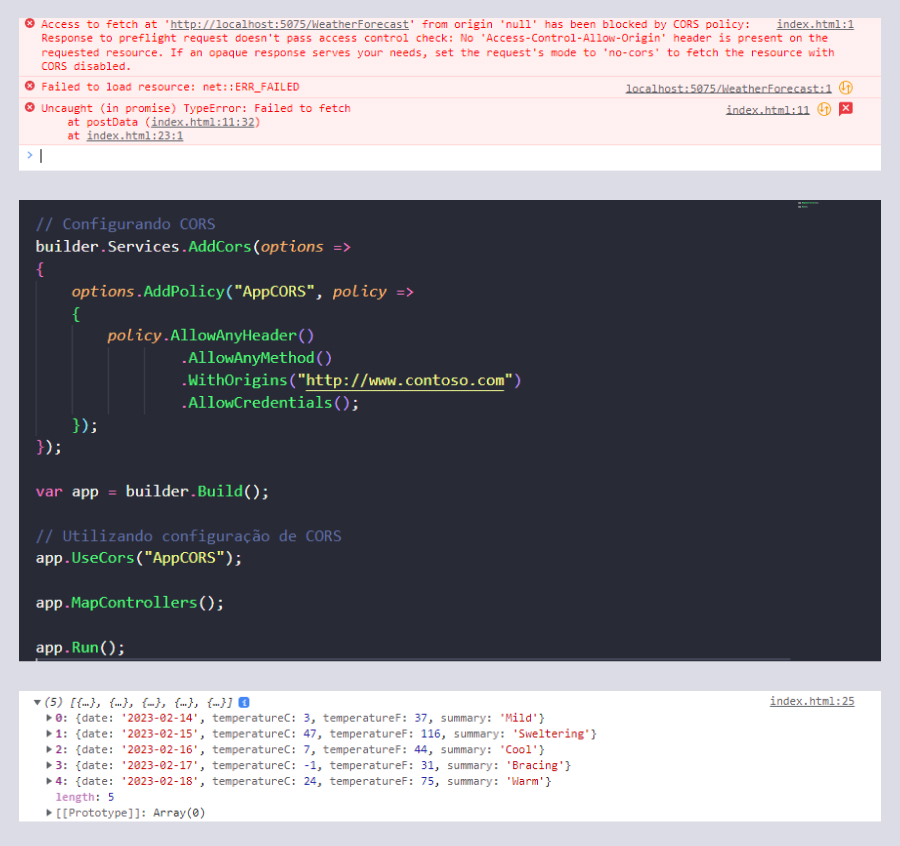 Access to fetch at 'http://localhost:5075/WeatherForecast' from origin 'null' has been blocked by CORS policy: index.html:1
Response to preflight request doesn't pass access control check: No 'Access-Control-Allow-Origin' header is present on the
requested resource. If an opaque response serves your needs, set the request's mode to 'no-cors' to fetch the resource with
CORS disabled.
Failed to load resource: net::ERR_FAILED localhost:5075/WeatherForecast:1
Uncaught (in promise) TypeError: Failed to fetch index.html:11
at postData (index.html:11:32)
at index.html:23:1
// Configurando CORS
builder.Services.AddCors(options =>
{
options.AddPolicy("AppCORS", policy =>
{
policy.AllowAnyHeader()
.AllowAnyMethod()
.WithOrigins("http://www.contoso.com")
.AllowCredentials();
});
});
var app = builder.Build();
// Utilizando configuração de CORS
app.UseCors("AppCORS");
app.MapControllers();
app.Run();
(5) [{…}, {…}, {…}, {…}, {…}] index.html:25
0: {date: '2023-02-14', temperatureC: 3, temperatureF: 37, summary: 'Mild'}
1: {date: '2023-02-15', temperatureC: 47, temperatureF: 116, summary: 'Sweltering'}
2: {date: '2023-02-16', temperatureC: 7, temperatureF: 44, summary: 'Cool'}
3: {date: '2023-02-17', temperatureC: -1, temperatureF: 31, summary: 'Bracing'}
4: {date: '2023-02-18', temperatureC: 24, temperatureF: 75, summary: 'Warm'}
length: 5
[[Prototype]]: Array(0)